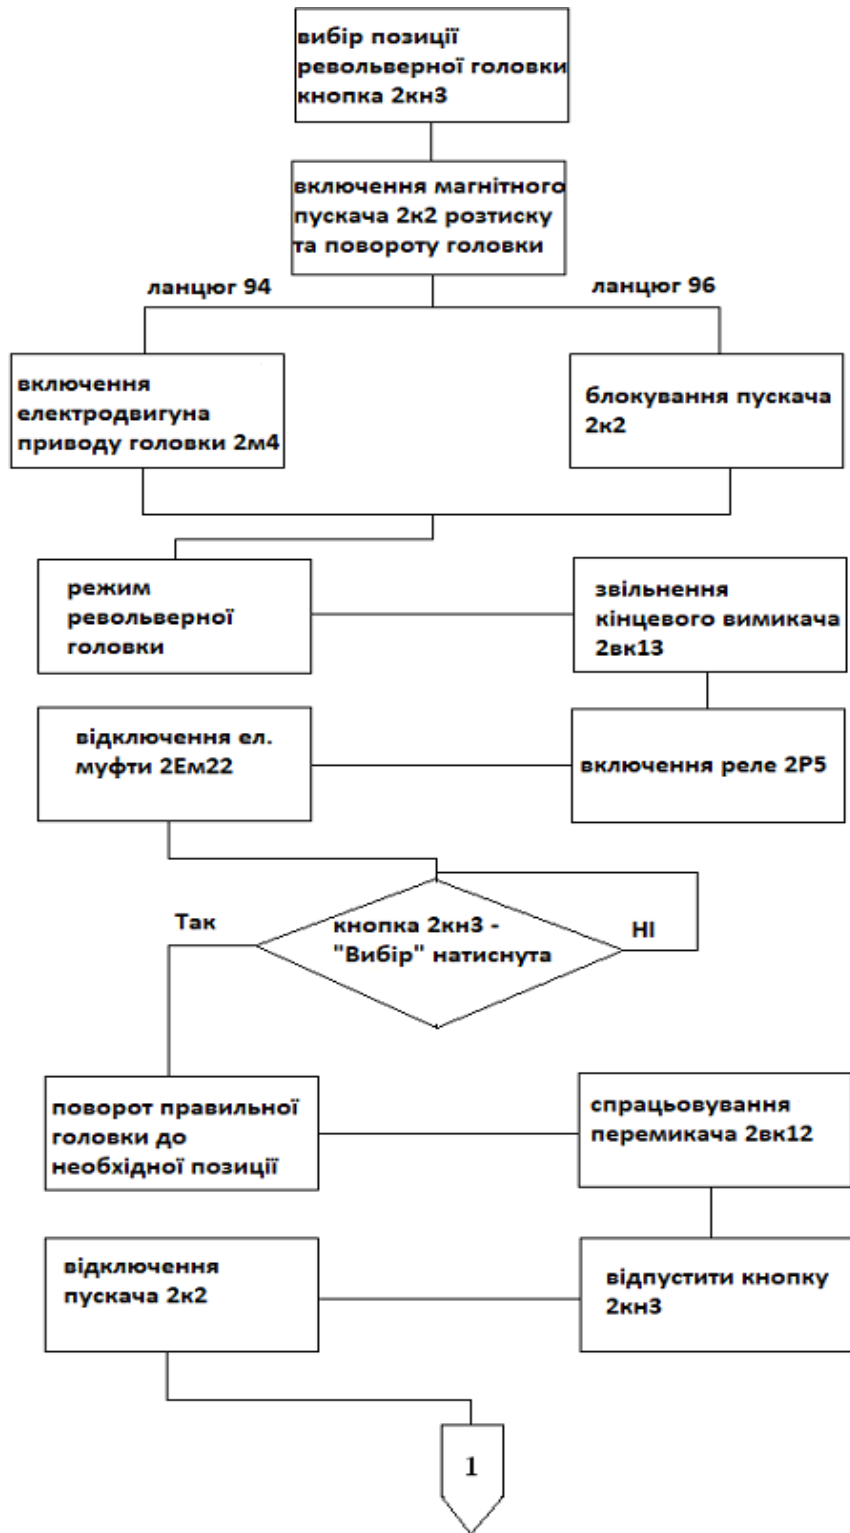 вибір позиції
револьверної головки
кнопка 2кн3
включення магнітного
пускача 2к2 розтиску
та повороту головки
ланцюг 94
ланцюг 96
включення
електродвигуна
приводу головки 2м4
блокування пускача
2к2
режим
револьверної
головки
звільнення
кінцевого вимикача
2вк13
відключення ел.
муфти 2Ем22
включення реле 2Р5
Так
кнопка 2кн3 -
"Вибір" натиснута
НІ
поворот правильної
головки до
необхідної позиції
спрацьовування
перемикача 2вк12
відключення
пускача 2к2
відпустити кнопку
2кн3
1